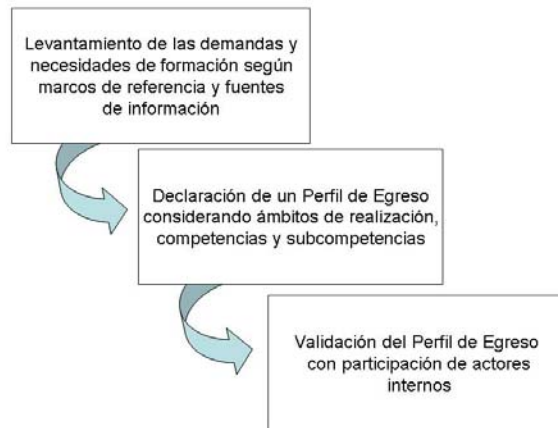 Levantamiento de las demandas y
necesidades de formación según
marcos de referencia y fuentes
de información
Declaración de un Perfil de Egreso
considerando ámbitos de realización,
competencias y subcompetencias
Validación del Perfil de Egreso
con participación de actores
internos